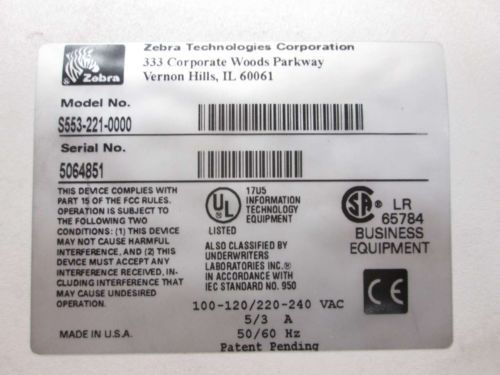 Zebra Technologies Corporation
333 Corporate Woods Parkway
Vernon Hills, IL 60061
Zebra
Model No.
S553-221-0000
Serial No.
5064851
THIS DEVICE COMPLIES WITH
PART 15 OF THE FCC RULES.
OPERATION IS SUBJECT TO
THE FOLLOWING TWO
CONDITIONS: (1) THIS DEVICE
MAY NOT CAUSE HARMFUL
INTERFERENCE, AND (2) THIS
DEVICE MUST ACCEPT ANY
INTERFERENCE RECEIVED, IN-
CLUDING INTERFERENCE THAT
MAY CAUSE UNDESIRED
OPERATION.
MADE IN U.S.A.
UL ®
LISTED
17U5
INFORMATION
TECHNOLOGY
EQUIPMENT
ALSO CLASSIFIED BY
UNDERWRITERS
LABORATORIES INC.®
IN ACCORDANCE WITH
IEC STANDARD NO. 950
SA ®
LR
65784
BUSINESS
EQUIPMENT
CE
100-120/220-240 VAC
5/3 A
50/60 Hz
Patent Pending